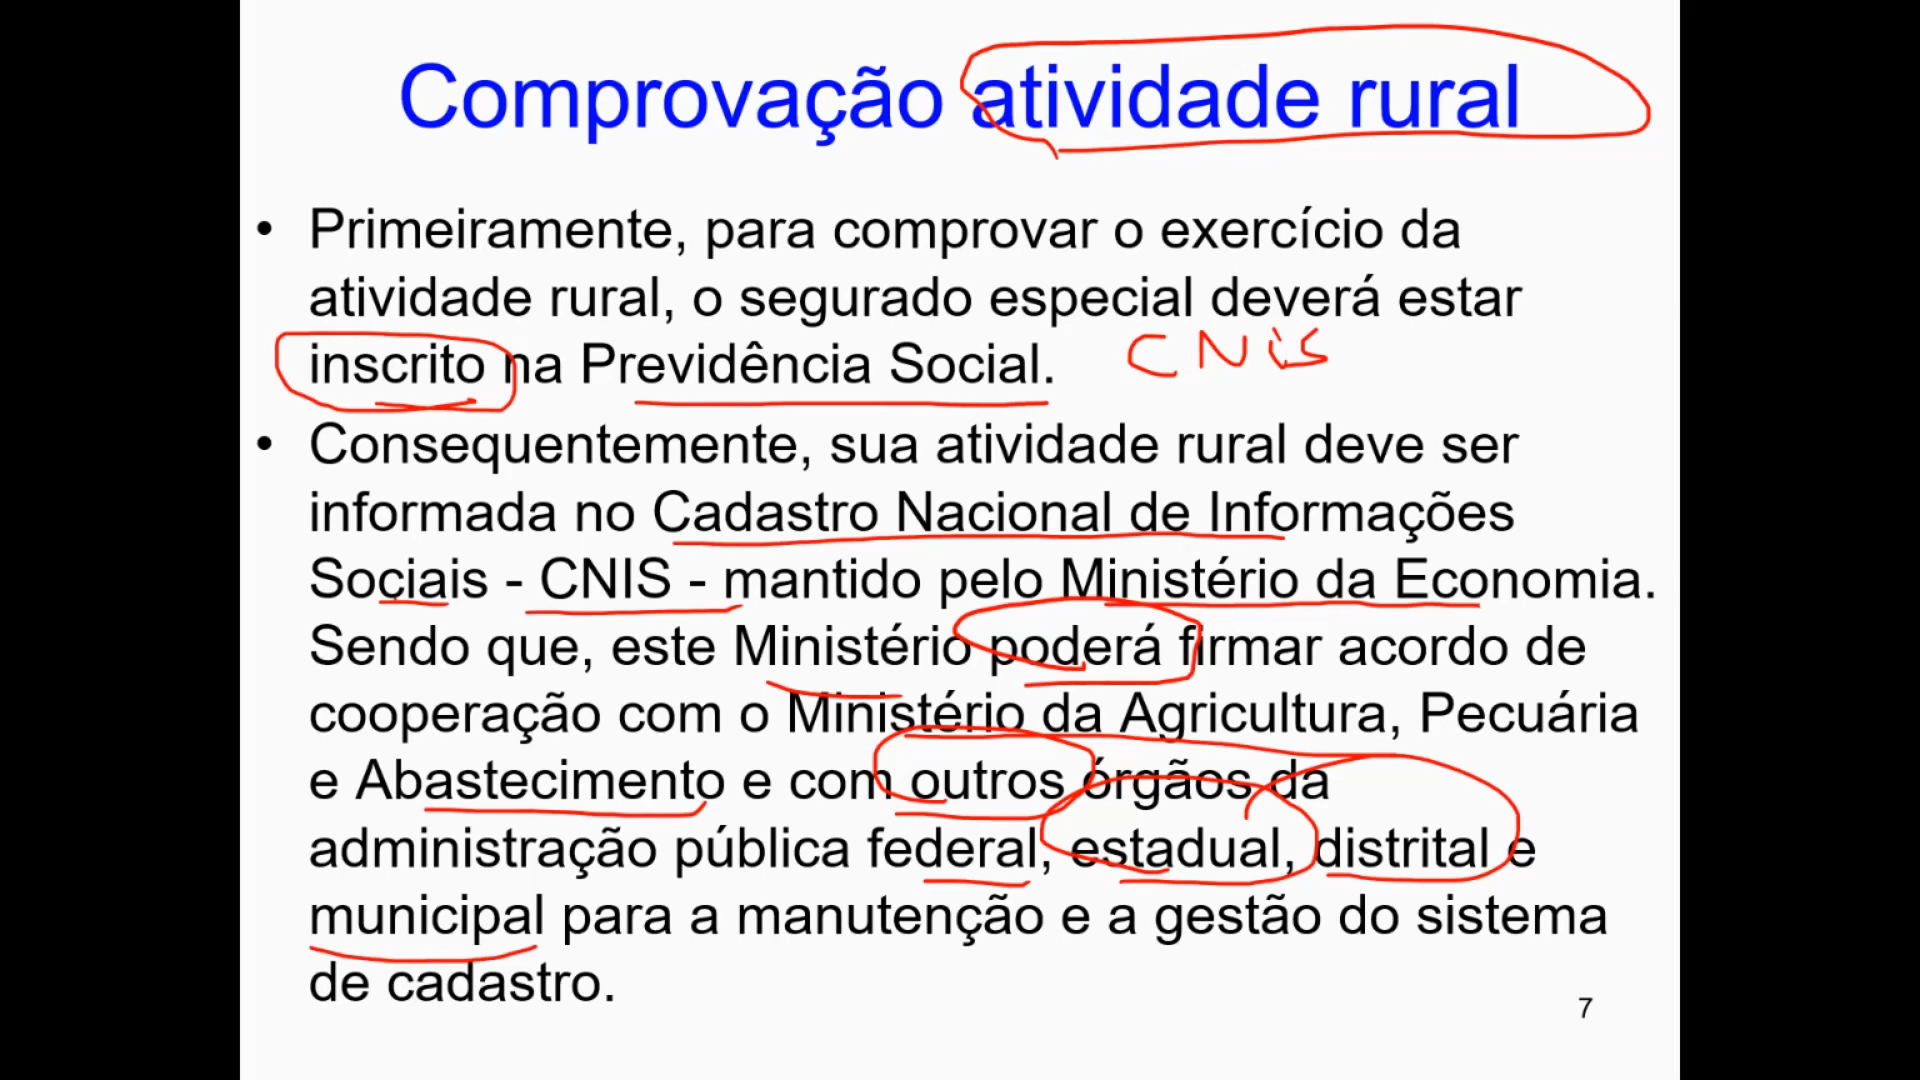 Comprovação atividade rural
• Primeiramente, para comprovar o exercício da
atividade rural, o segurado especial deverá estar
inscrito na Previdência Social. CNiS
• Consequentemente, sua atividade rural deve ser
informada no Cadastro Nacional de Informações
Sociais - CNIS - mantido pelo Ministério da Economia.
Sendo que, este Ministério poderá firmar acordo de
cooperação com o Ministério da Agricultura, Pecuária
e Abastecimento e com outros órgãos da
administração pública federal, estadual, distrital e
municipal para a manutenção e a gestão do sistema
de cadastro.
7